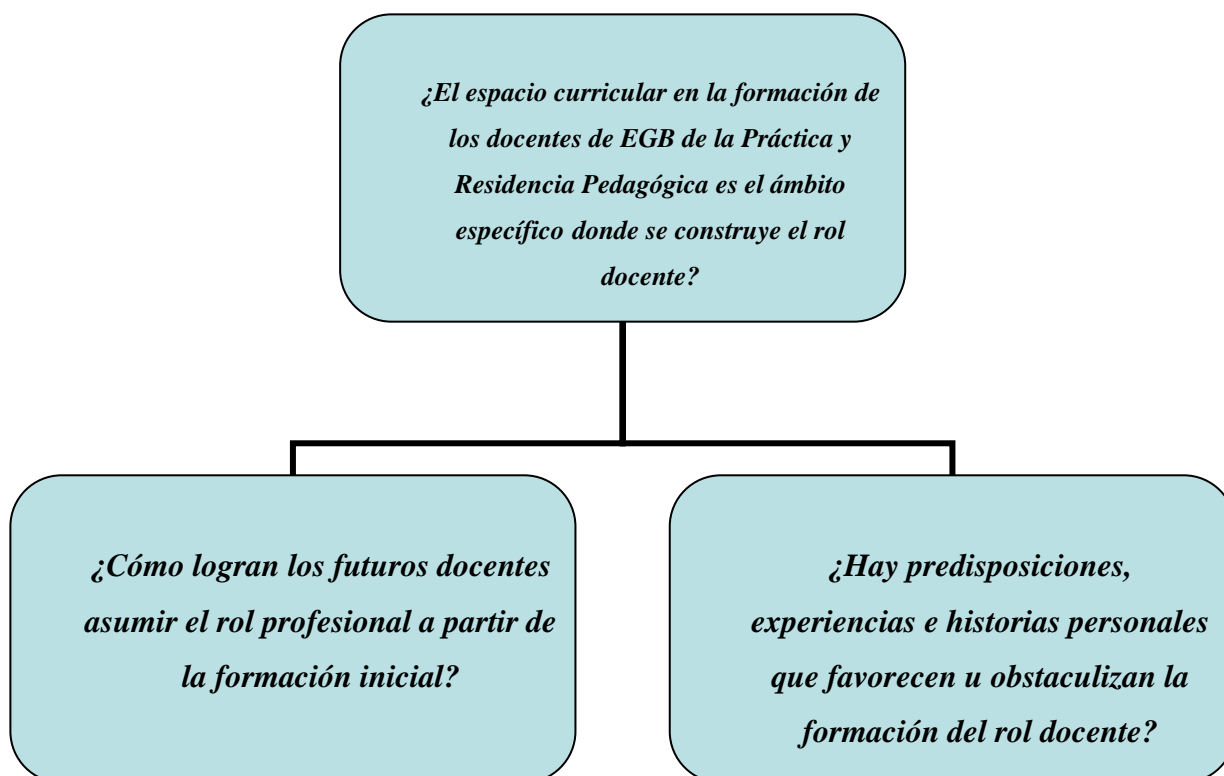 ¿El espacio curricular en la formación de
los docentes de EGB de la Práctica y
Residencia Pedagógica es el ámbito
específico donde se construye el rol
docente?
¿Cómo logran los futuros docentes
asumir el rol profesional a partir de
la formación inicial?
¿Hay predisposiciones,
experiencias e historias personales
que favorecen u obstaculizan la
formación del rol docente?